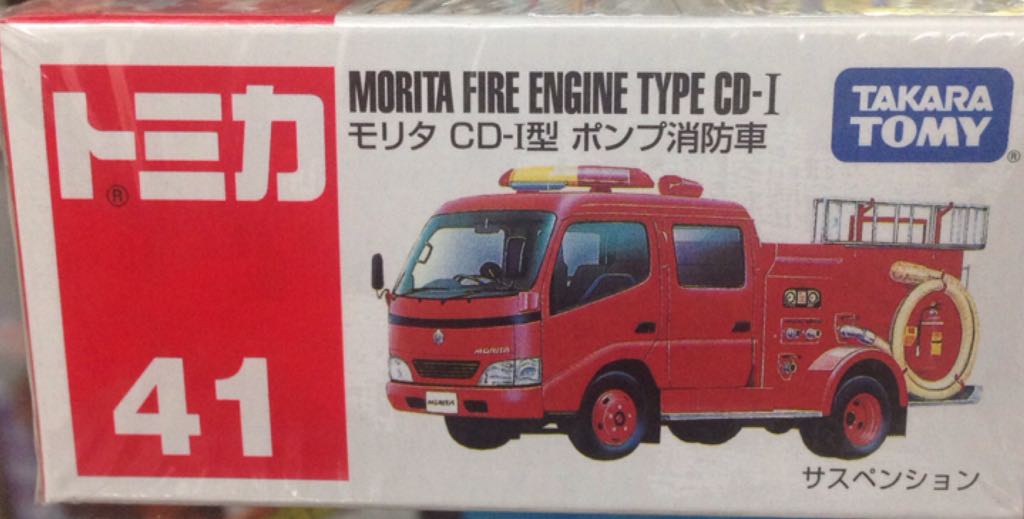 トミカ
®
41
MORITA FIRE ENGINE TYPE CD-I
モリタ CD-I型 ポンプ消防車
TAKARA
TOMY
®
MORITA
MORITA
サスペンション